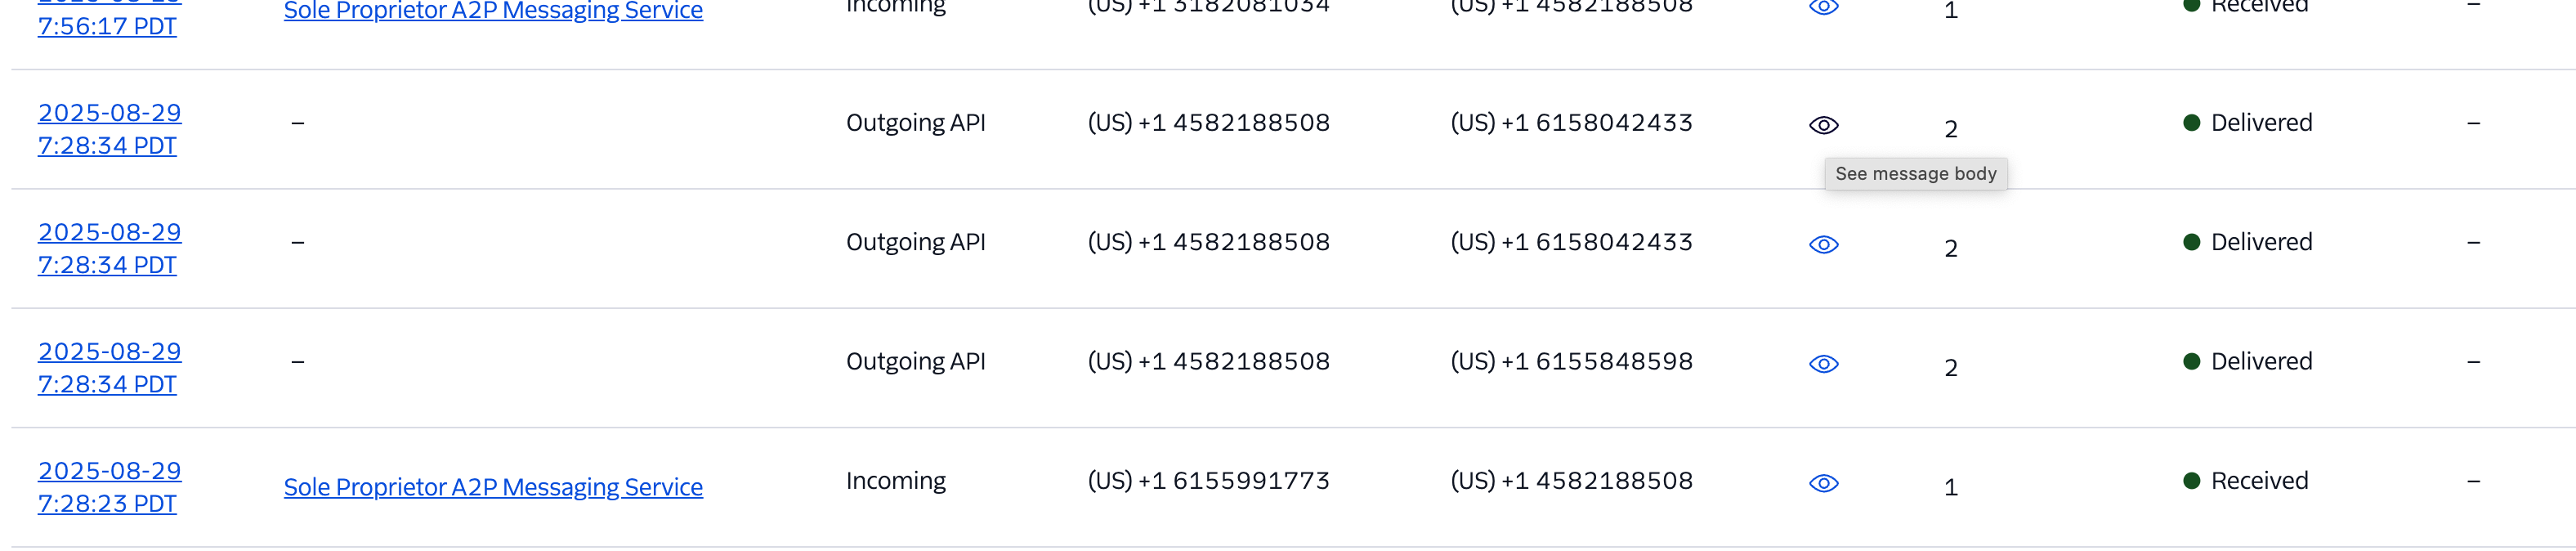 7:56:17 PDT
Sole Proprietor A2P Messaging Service
Incoming
(US) +1 3182081034
(US) +1 4582188508
1
Received
–
2025-08-29
7:28:34 PDT
–
Outgoing API
(US) +1 4582188508
(US) +1 6158042433
2
Delivered
–
See message body
2025-08-29
7:28:34 PDT
–
Outgoing API
(US) +1 4582188508
(US) +1 6158042433
2
Delivered
–
2025-08-29
7:28:34 PDT
–
Outgoing API
(US) +1 4582188508
(US) +1 6155848598
2
Delivered
–
2025-08-29
7:28:23 PDT
Sole Proprietor A2P Messaging Service
Incoming
(US) +1 6155991773
(US) +1 4582188508
1
Received
–